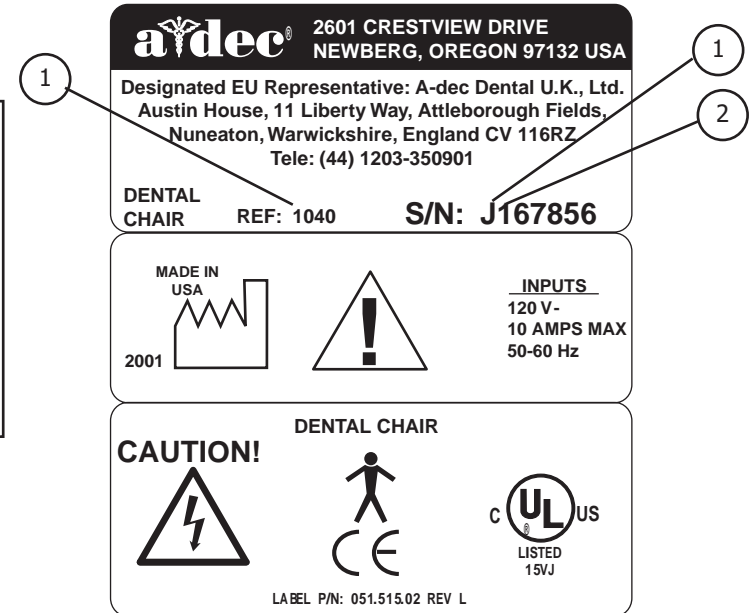 a dec® 2601 CRESTVIEW DRIVE
NEWBERG, OREGON 97132 USA
1
1
Designated EU Representative: A-dec Dental U.K., Ltd.
Austin House, 11 Liberty Way, Attleborough Fields,
Nuneaton, Warwickshire, England CV 116RZ
Tele: (44) 1203-350901
2
DENTAL
CHAIR
REF: 1040
S/N: J167856
MADE IN
USA
2001
!
INPUTS
120 V-
10 AMPS MAX
50-60 Hz
DENTAL CHAIR
CAUTION!
CE
C UL® US
LISTED
15VJ
LABEL P/N: 051.515.02 REV L